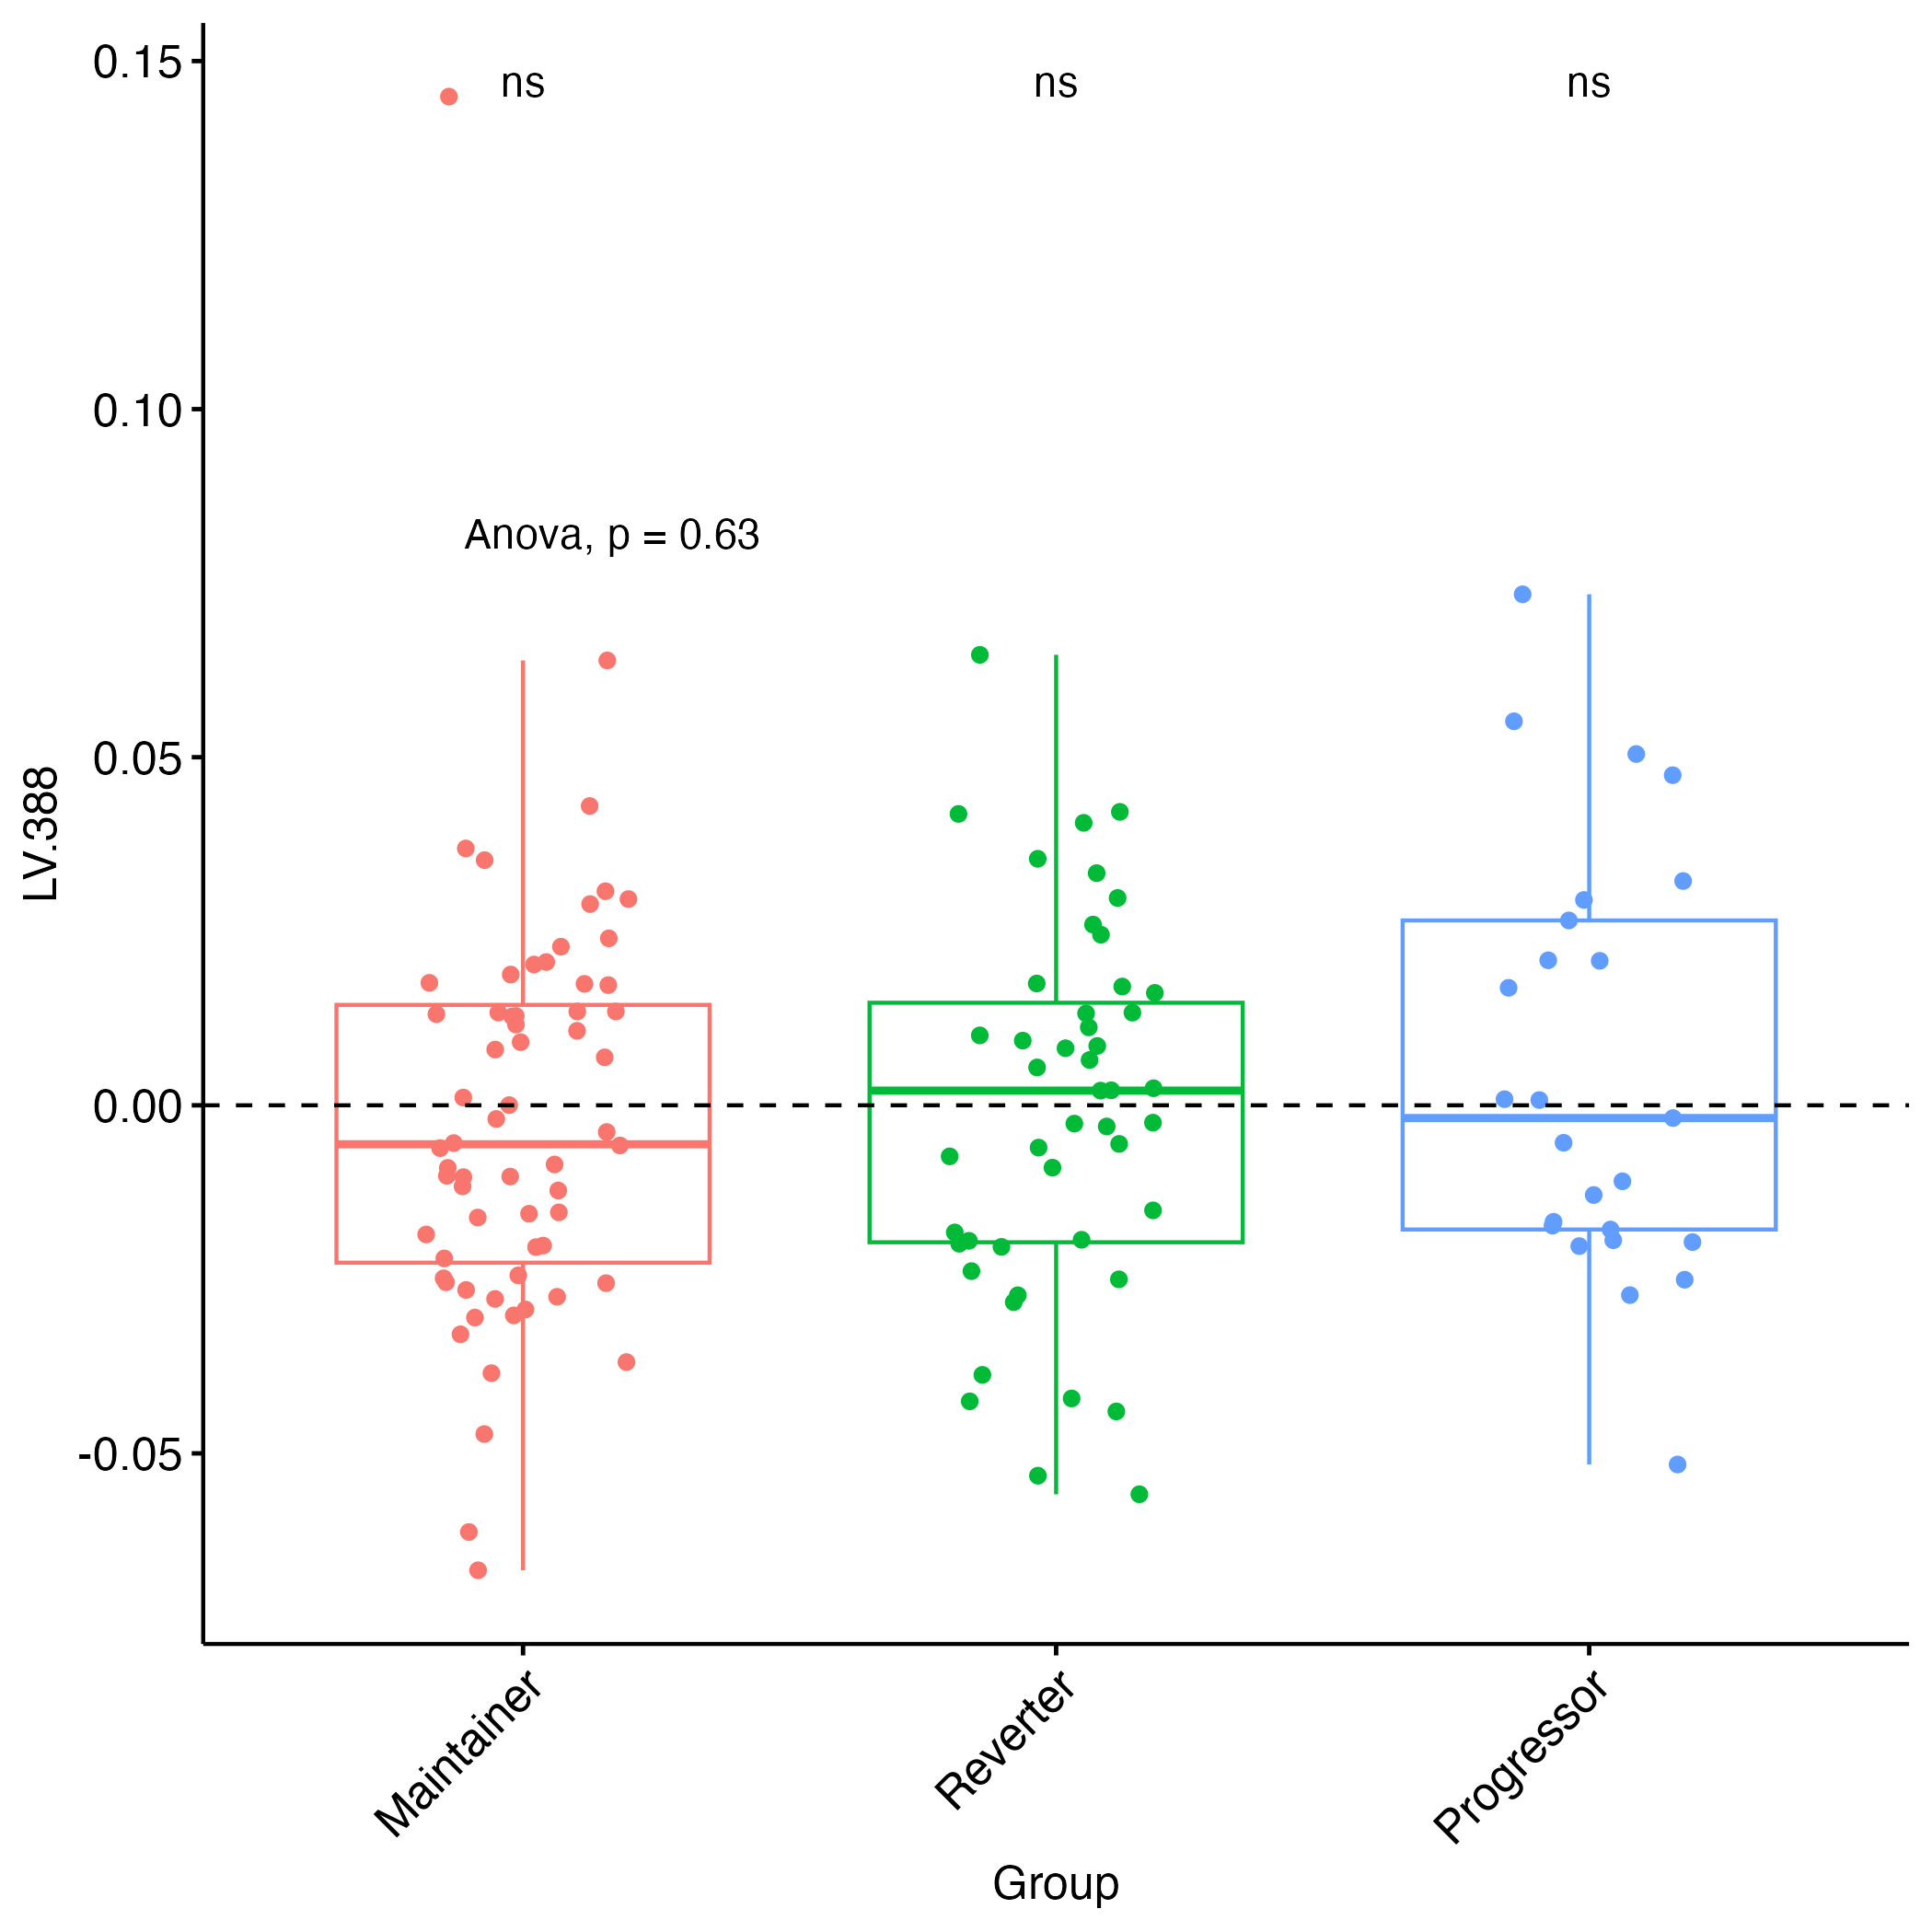 0.15
ns
ns
ns
0.10
Anova, p = 0.63
0.05
LV.388
0.00
-0.05
Maintainer
Reverter
Progressor
Group